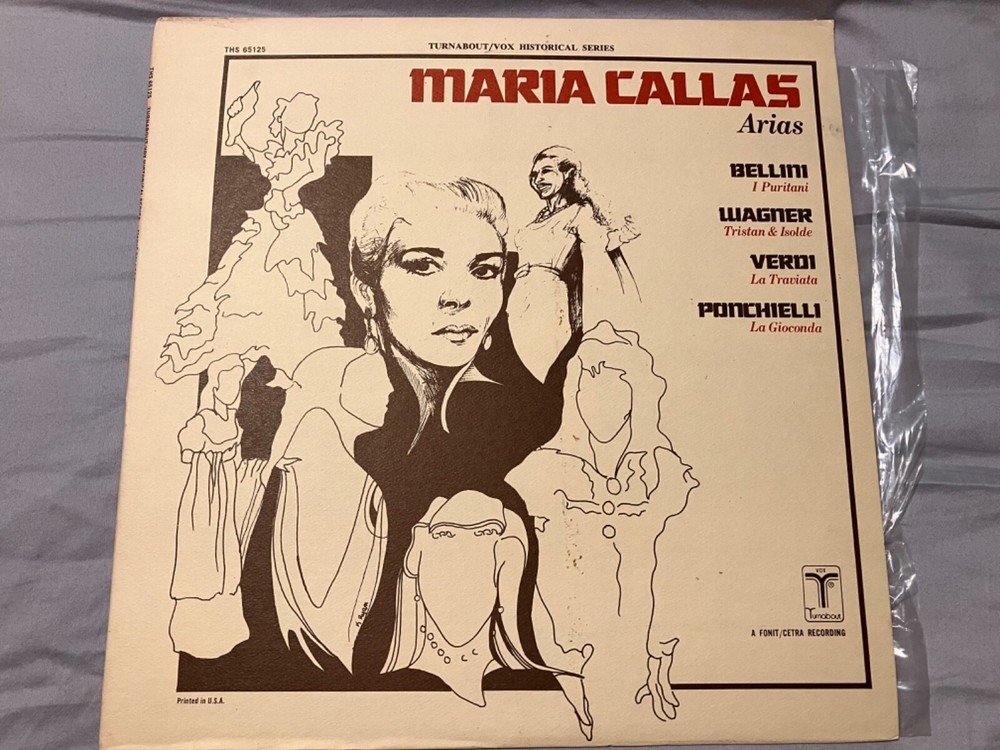 THS 65125
TURNABOUT/VOX HISTORICAL SERIES
MARIA CALLAS
Arias
BELLINI
I Puritani
WAGNER
Tristan & Isolde
VERDI
La Traviata
PONCHIELLI
La Gioconda
VOX
Turnabout
A FONIT/CETRA RECORDING
Printed in U.S.A.